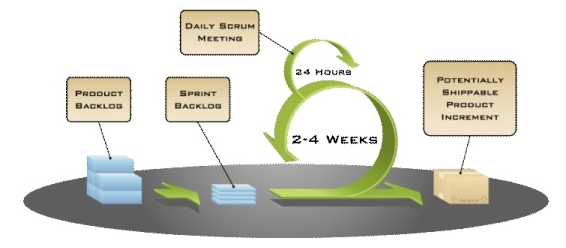 DAILY SCRUM
MEETING
24 HOURS
PRODUCT
BACKLOG
SPRINT
BACKLOG
2-4 WEEKS
POTENTIALLY
SHIPPABLE
PRODUCT
INCREMENT